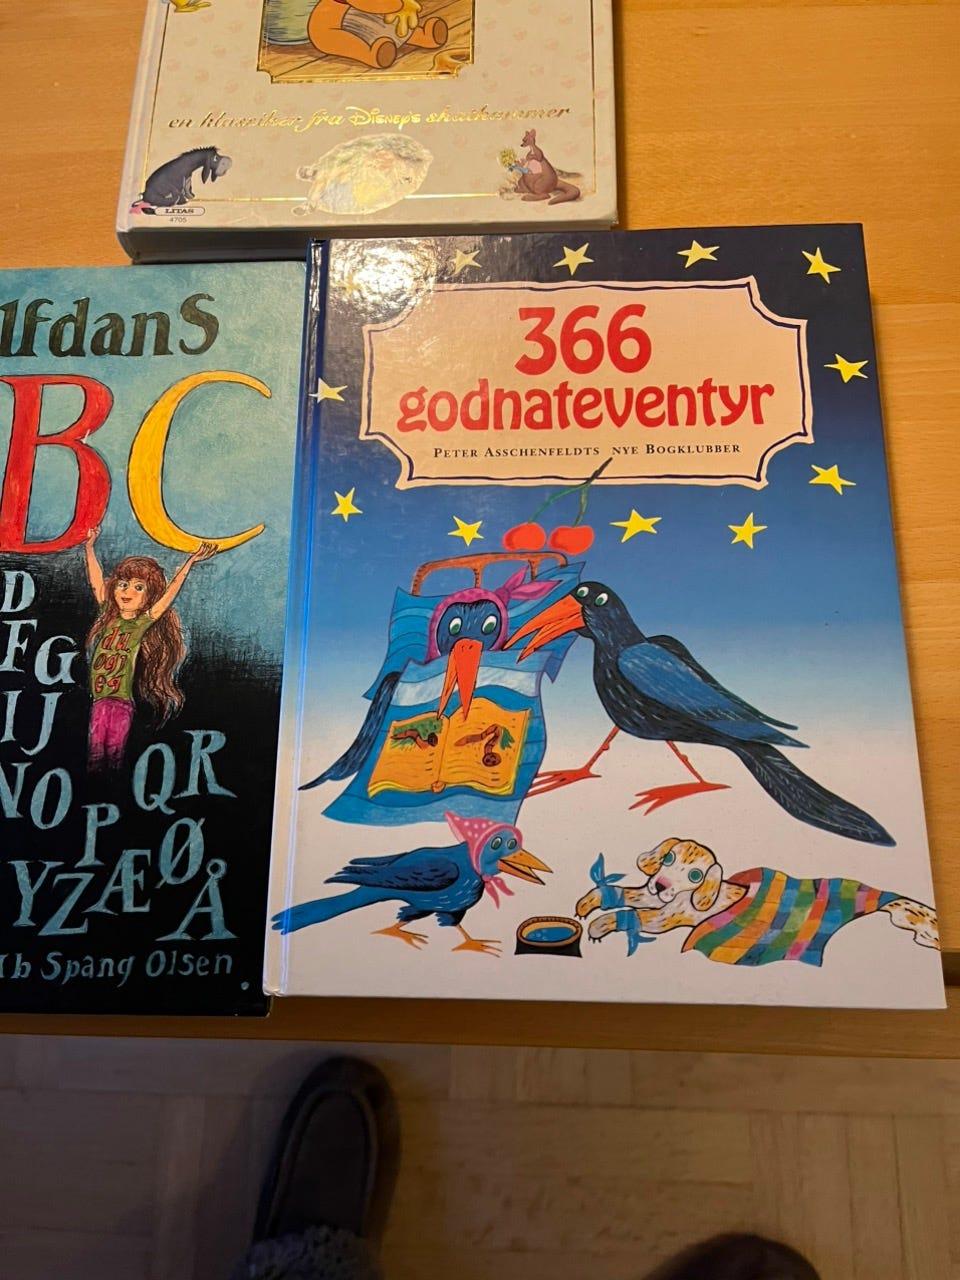 en klassiker fra Disney's skatkammer
LITAS
4705
lfdans
BC
D
FG
IJ
NO
P
QR
YZÆØÅ
Ib Spang Olsen
366
godnateventyr
PETER ASSCHENFELDTS NYE BOGKLUBBER